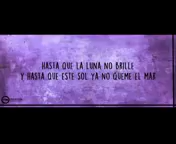 HASTA QUE LA LUNA NO BRILLE
Y HASTA QUE ESTE SOL YA NO QUEME EL MAR